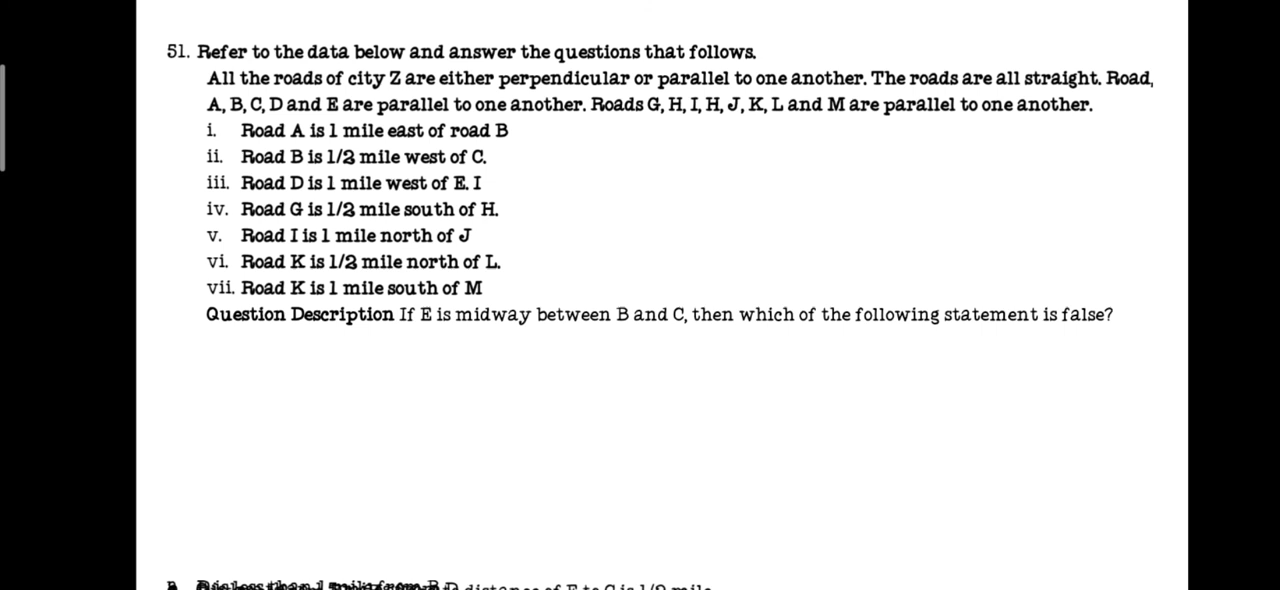 51. Refer to the data below and answer the questions that follows.
All the roads of city Z are either perpendicular or parallel to one another. The roads are all straight. Road,
A, B, C, D and E are parallel to one another. Roads G, H, I, H, J, K, L and M are parallel to one another.
i. Road A is 1 mile east of road B
ii. Road B is 1/2 mile west of C.
iii. Road D is 1 mile west of E. I
iv. Road G is 1/2 mile south of H.
v. Road I is 1 mile north of J
vi. Road K is 1/2 mile north of L.
vii. Road K is 1 mile south of M
Question Description If E is midway between B and C, then which of the following statement is false?